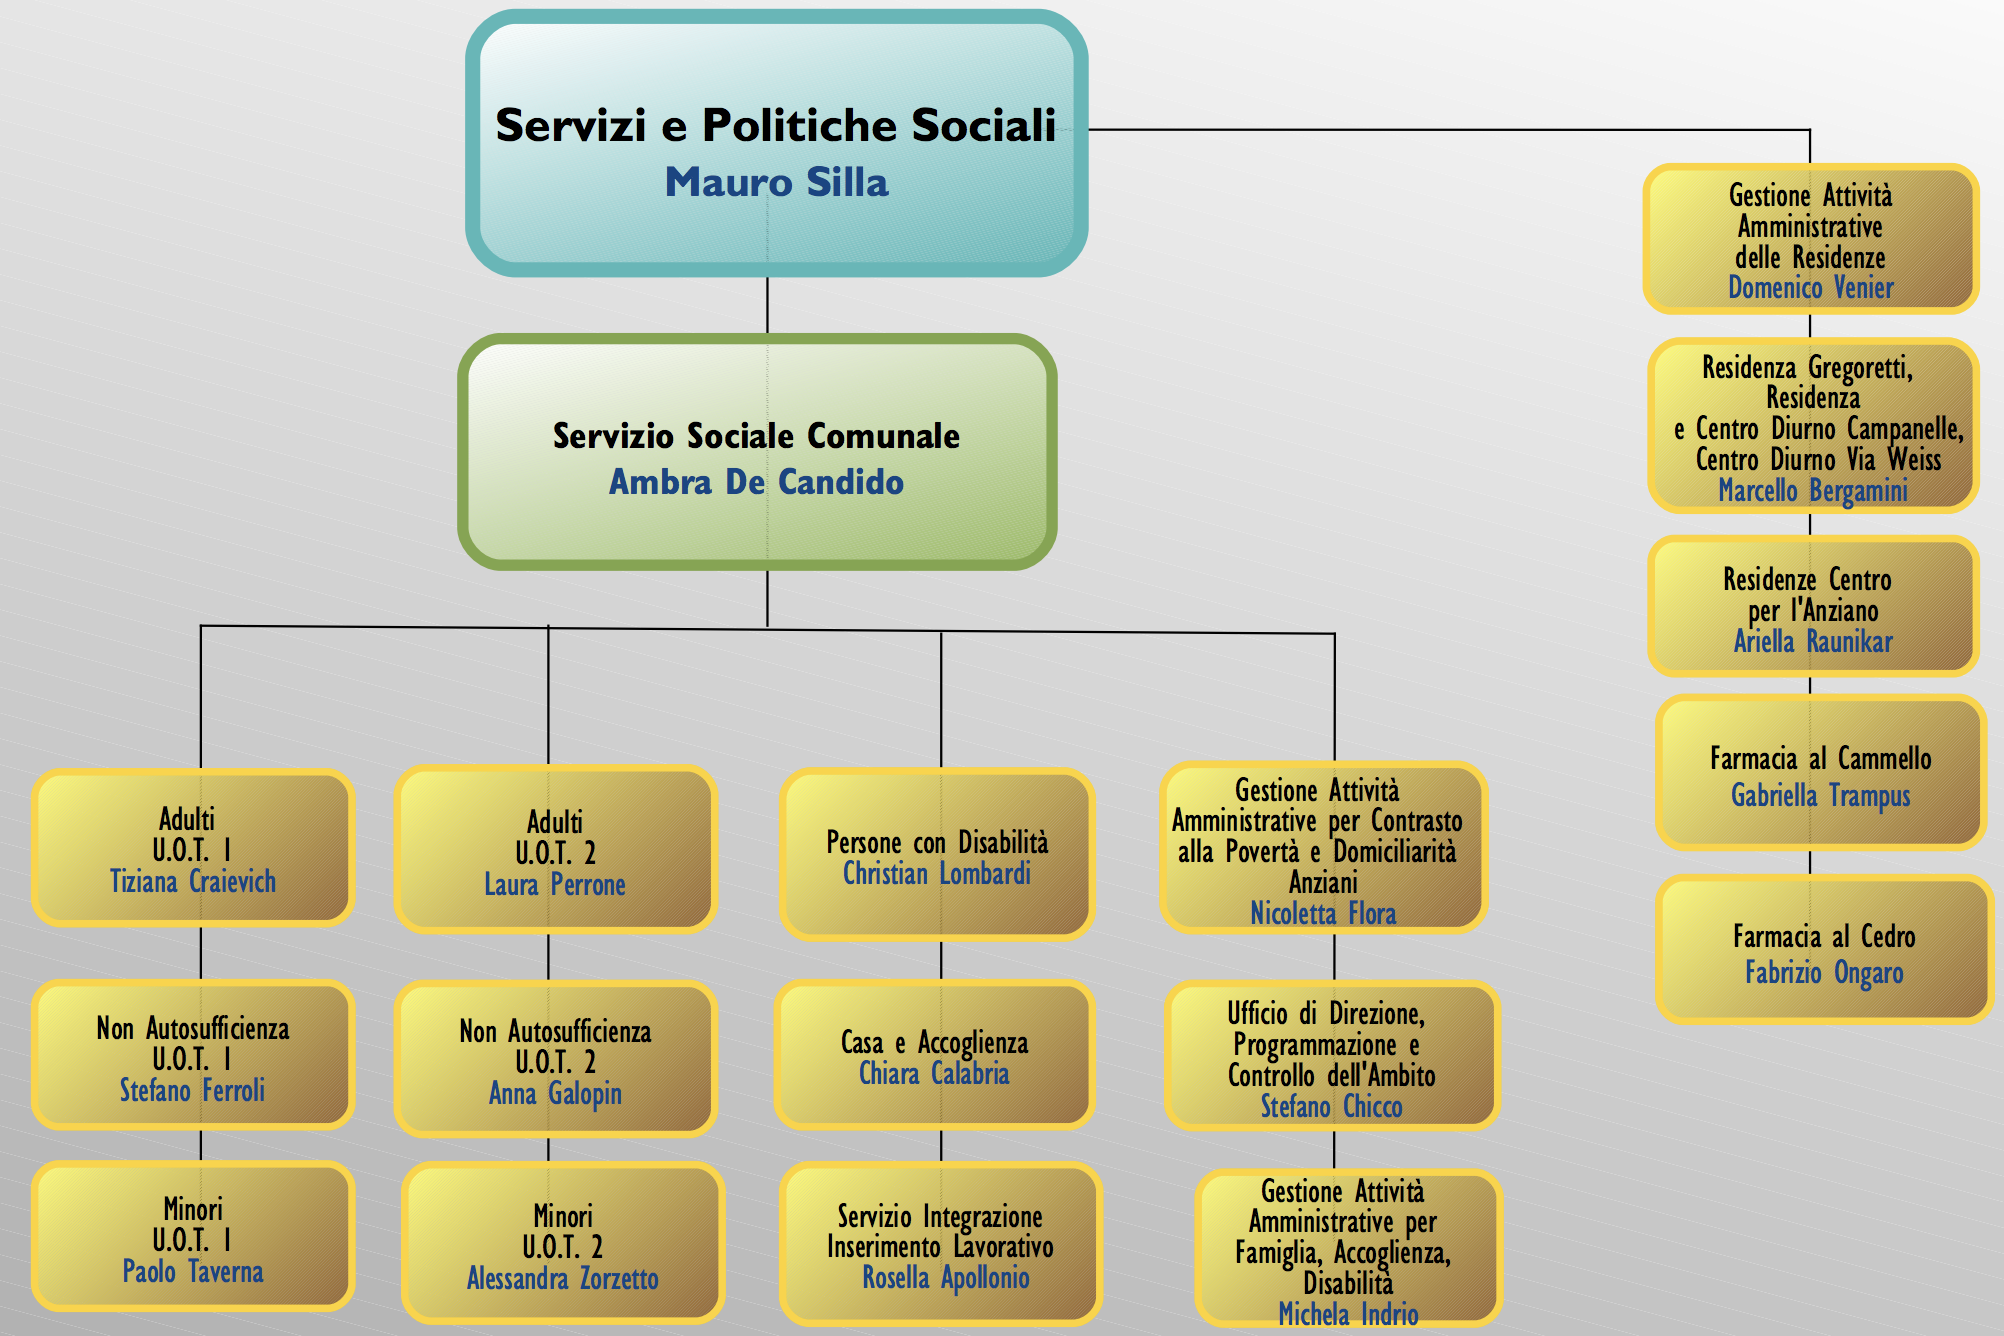 Servizi e Politiche Sociali
Mauro Silla
Servizio Sociale Comunale
Ambra De Candido
Adulti
U.O.T. 1
Tiziana Craievich
Non Autosufficienza
U.O.T. 1
Stefano Ferroli
Minori
U.O.T. 1
Paolo Taverna
Adulti
U.O.T. 2
Laura Perrone
Non Autosufficienza
U.O.T. 2
Anna Galopin
Minori
U.O.T. 2
Alessandra Zorzetto
Persone con Disabilità
Christian Lombardi
Casa e Accoglienza
Chiara Calabria
Servizio Integrazione
Inserimento Lavorativo
Rosella Apollonio
Gestione Attività
Amministrative per Contrasto
alla Povertà e Domiciliarità
Anziani
Nicoletta Flora
Ufficio di Direzione,
Programmazione e
Controllo dell'Ambito
Stefano Chicco
Gestione Attività
Amministrative per
Famiglia, Accoglienza,
Disabilità
Michela Indrio
Gestione Attività
Amministrative
delle Residenze
Domenico Venier
Residenza Gregoretti,
Residenza
e Centro Diurno Campanelle,
Centro Diurno Via Weiss
Marcello Bergamini
Residenze Centro
per l'Anziano
Ariella Raunikar
Farmacia al Cammello
Gabriella Trampus
Farmacia al Cedro
Fabrizio Ongaro